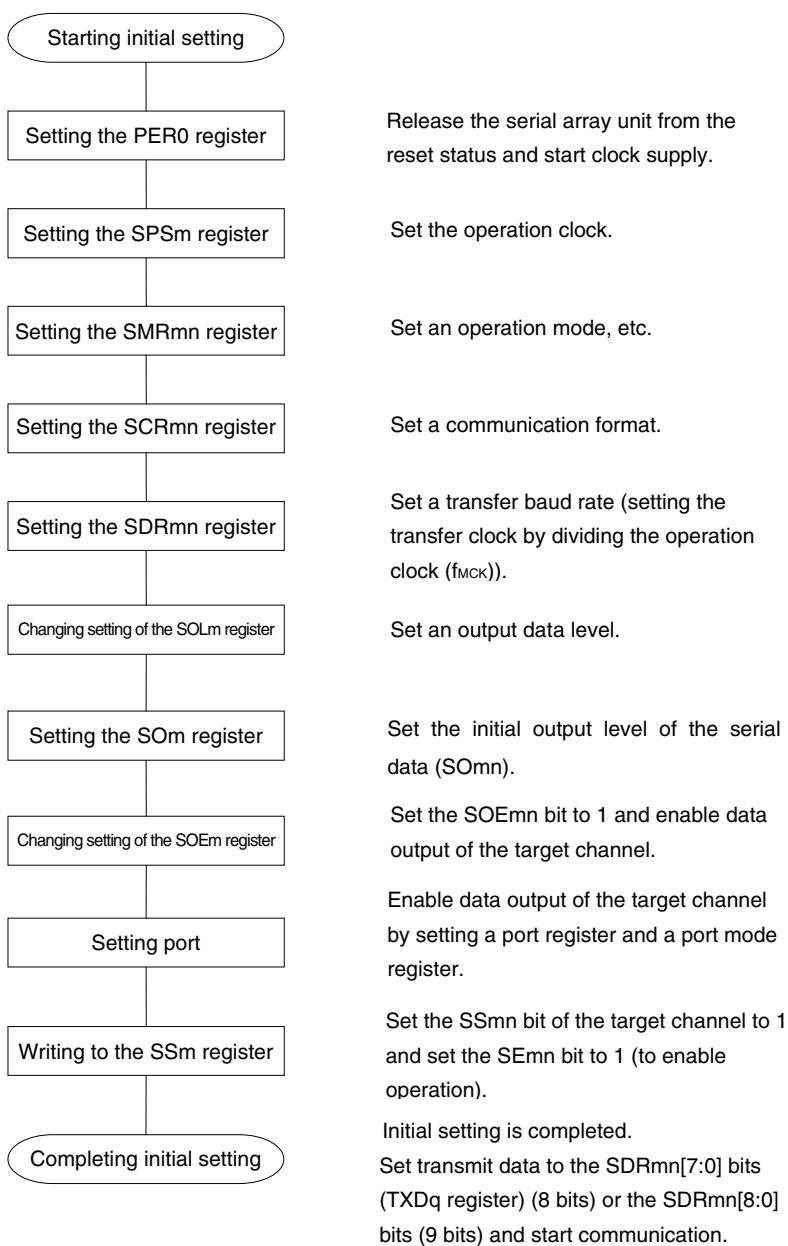 Starting initial setting
Setting the PER0 register
Release the serial array unit from the
reset status and start clock supply.
Setting the SPSm register
Set the operation clock.
Setting the SMRmn register
Set an operation mode, etc.
Setting the SCRmn register
Set a communication format.
Setting the SDRmn register
Set a transfer baud rate (setting the
transfer clock by dividing the operation
clock (fMCK)).
Changing setting of the SOLm register
Set an output data level.
Setting the SOm register
Set the initial output level of the serial
data (SOmn).
Changing setting of the SOEm register
Set the SOEmn bit to 1 and enable data
output of the target channel.
Setting port
Enable data output of the target channel
by setting a port register and a port mode
register.
Writing to the SSm register
Set the SSmn bit of the target channel to 1
and set the SEmn bit to 1 (to enable
operation).
Completing initial setting
Initial setting is completed.
Set transmit data to the SDRmn[7:0] bits
(TXDq register) (8 bits) or the SDRmn[8:0]
bits (9 bits) and start communication.